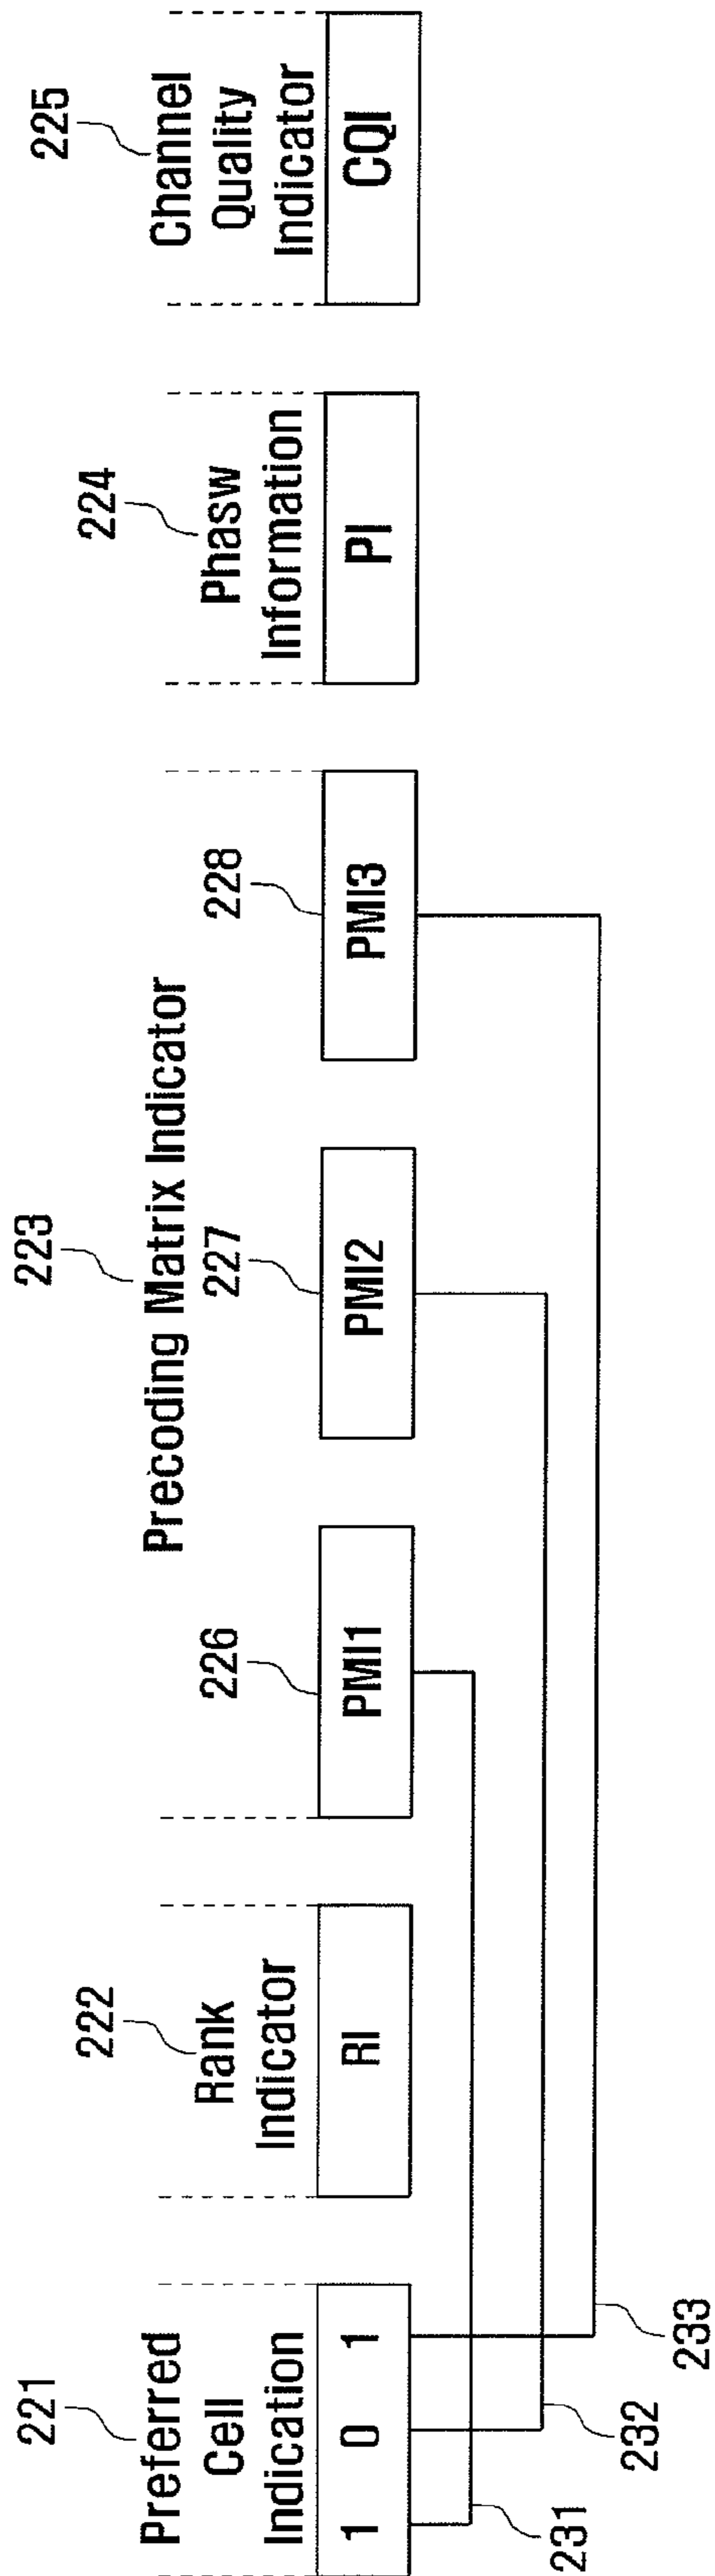 221
Preferred
Cell
Indication
1 0 1
222
Rank
Indicator
RI
223
Precoding Matrix Indicator
226
PMI1
227
PMI2
228
PMI3
224
Phasw
Information
PI
225
Channel
Quality
Indicator
CQI
231
232
233